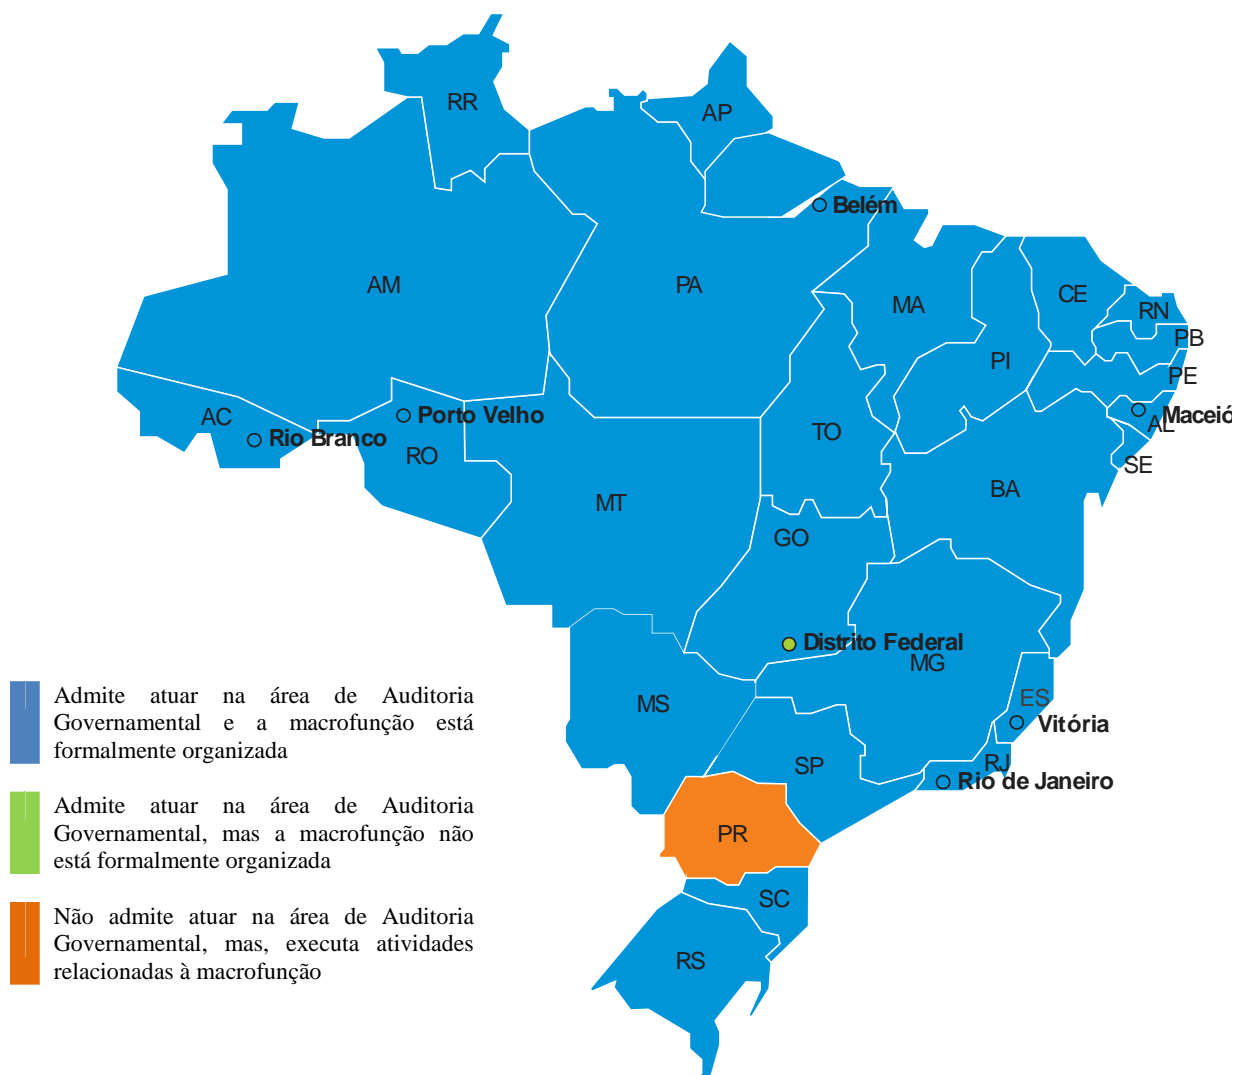 RR
AP
Belém
AM
PA
CE
MA
RN
PB
PI
PE
AC
Porto Velho
Maceió
Rio Branco
TO
AL
RO
SE
BA
MT
GO
Distrito Federal
MG
MS
ES
Vitória
SP
RJ
Rio de Janeiro
PR
SC
RS
Admite atuar na área de Auditoria
Governamental e a macrofunção está
formalmente organizada
Admite atuar na área de Auditoria
Governamental, mas a macrofunção não
está formalmente organizada
Não admite atuar na área de Auditoria
Governamental, mas, executa atividades
relacionadas à macrofunção